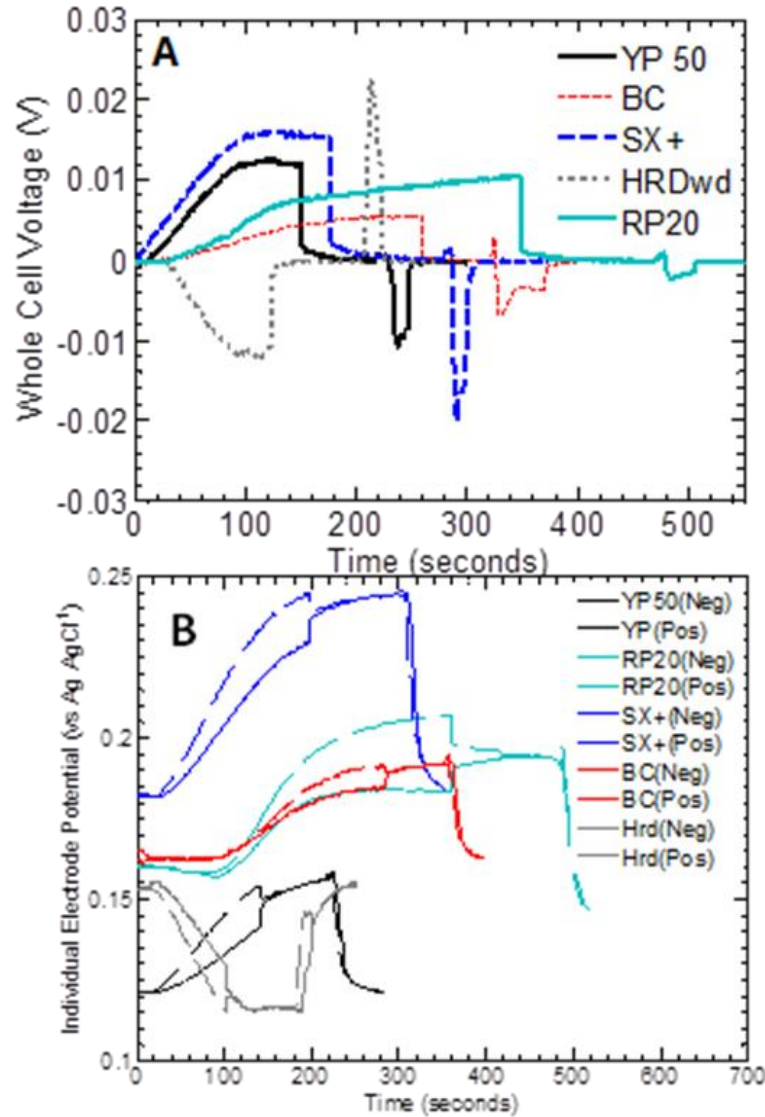 A
Whole Cell Voltage (V)
0.03
0.02
0.01
0
-0.01
-0.02
-0.03
YP 50
BC
SX +
HRDwd
RP20
0 100 200 300 400 500
Time (seconds)
B
Individual Electrode Potential (vs Ag AgCl¹)
0.25
0.2
0.15
0.1
YP50(Neg)
YP(Pos)
RP20(Neg)
RP20(Pos)
SX+(Neg)
SX+(Pos)
BC(Neg)
BC(Pos)
Hrd(Neg)
Hrd(Pos)
0 100 200 300 400 500 600 700
Time (seconds)